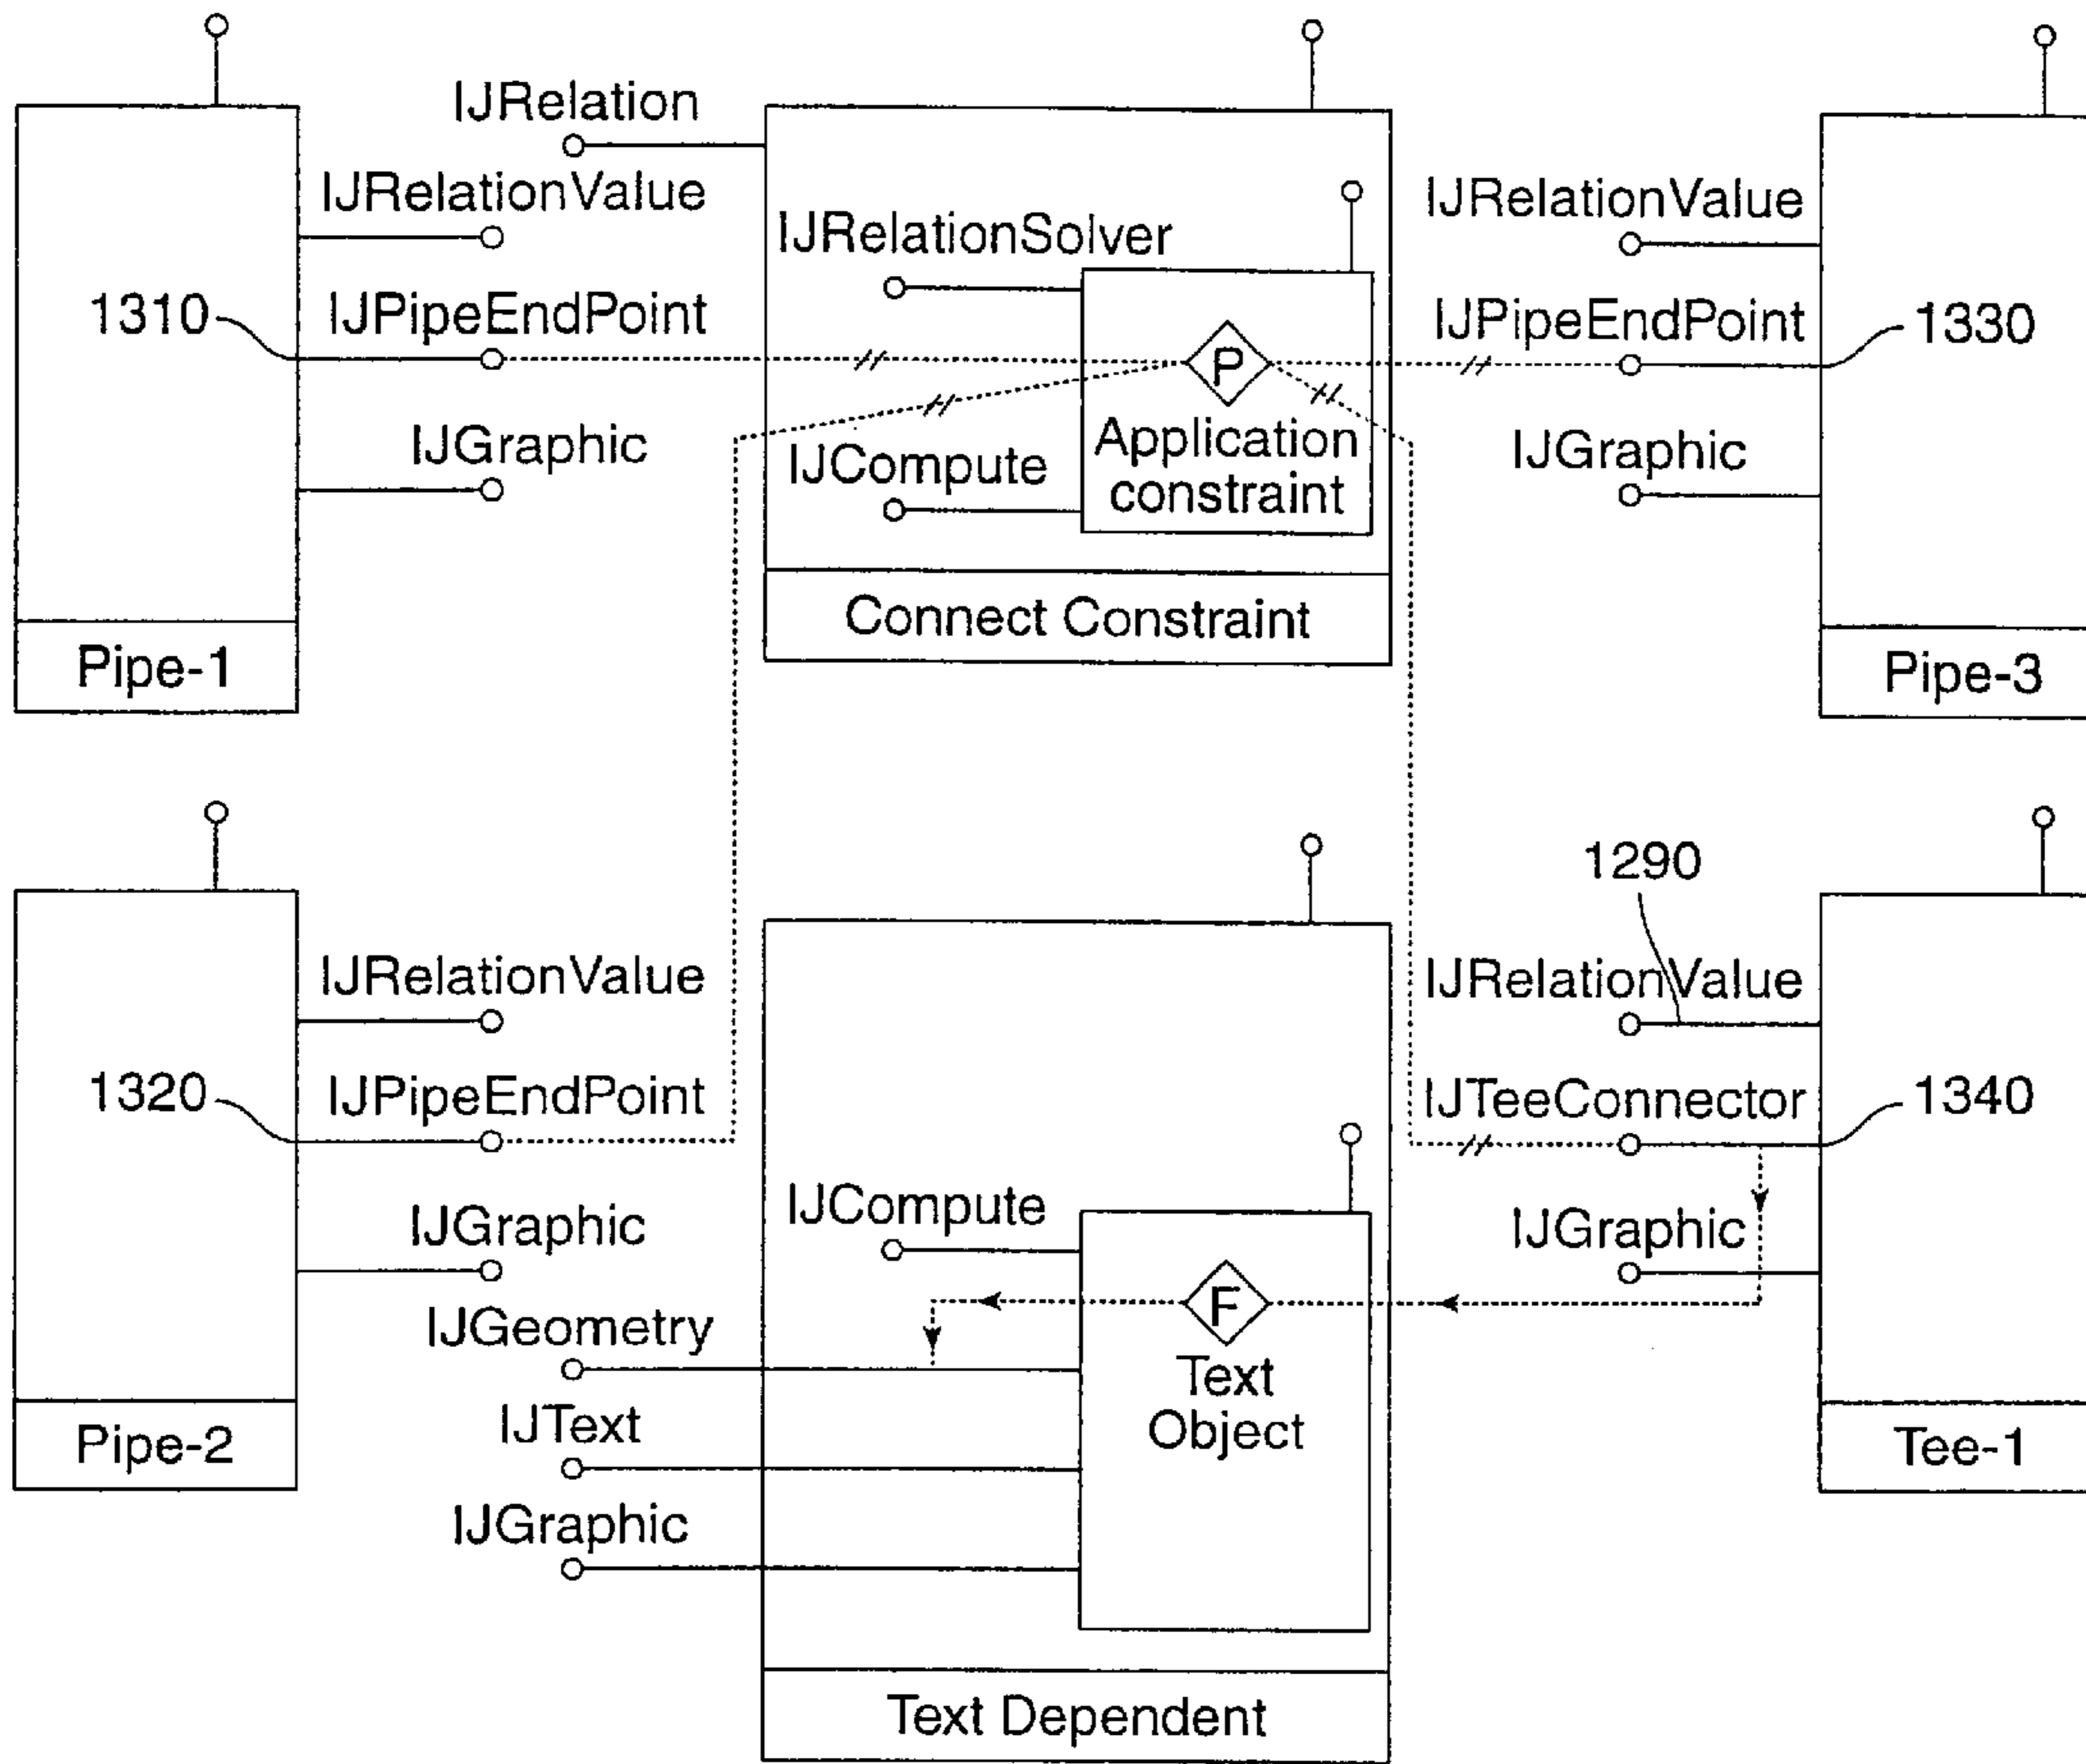 IJRelation
IJRelationValue
1310
IJPipeEndPoint
IJGraphic
Pipe-1
IJRelationSolver
P
Application
constraint
IJCompute
Connect Constraint
IJRelationValue
IJPipeEndPoint
1330
IJGraphic
Pipe-3
IJRelationValue
1320
IJPipeEndPoint
IJGraphic
Pipe-2
IJCompute
F
Text
Object
IJGeometry
IJText
IJGraphic
Text Dependent
1290
IJRelationValue
IJTeeConnector
1340
IJGraphic
Tee-1